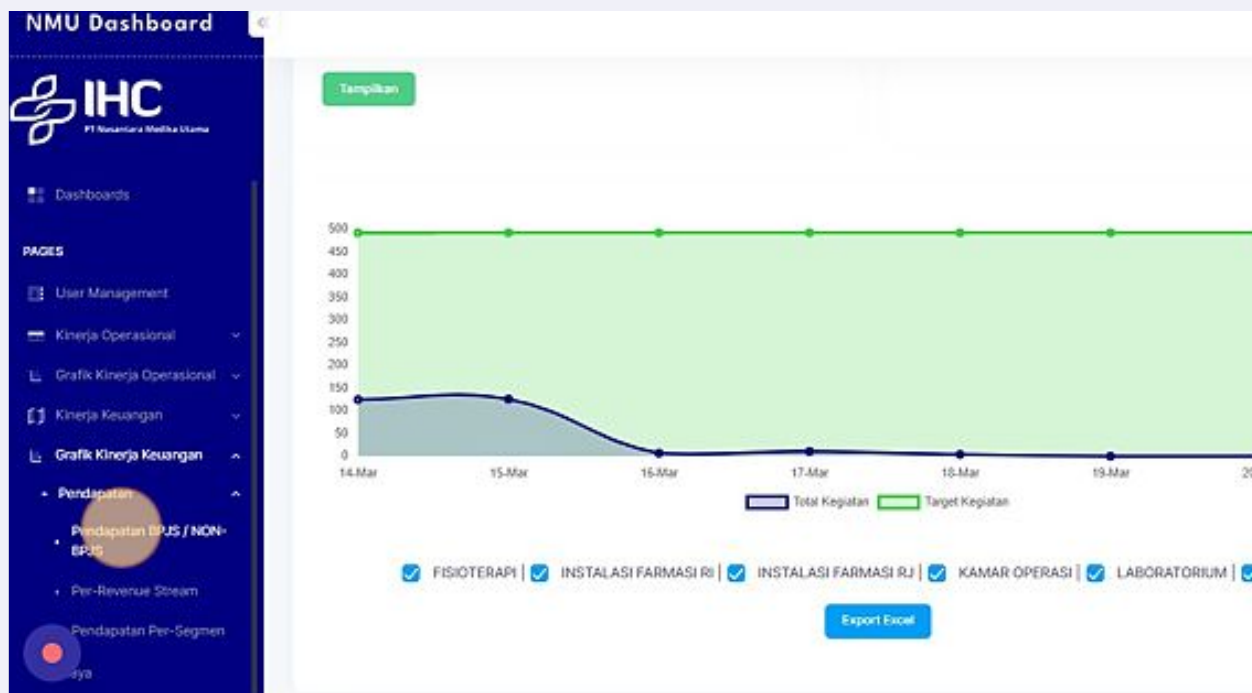 NMU Dashboard
IHC
PT Nusantara Medika Utama
Dashboards
PAGES
User Management
Kinerja Operasional
Grafik Kinerja Operasional
Kinerja Keuangan
Grafik Kinerja Keuangan
Pendapatan
Pendapatan BPJS / NON-
BPJS
Per-Revenue Stream
Pendapatan Per-Segmen
Tampilkan
500
450
400
350
300
250
200
150
100
50
0
14-Mar 15-Mar 16-Mar 17-Mar 18-Mar 19-Mar 20
Total Kegiatan Target Kegiatan
FISIOTERAPI | INSTALASI FARMASI RI | INSTALASI FARMASI RJ | KAMAR OPERASI | LABORATORIUM |
Export Excel